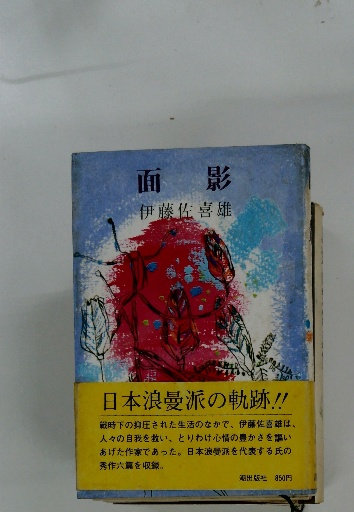 面影
伊藤佐喜雄
日本浪曼派の軌跡!!
戦時下の抑圧された生活のなかで、伊藤佐喜雄は、
人々の自我を救い、とりわけ心情の豊かさを謳い
あげた作家であった。日本浪曼派を代表する氏の
秀作六篇を収録。
潮出版社 850円